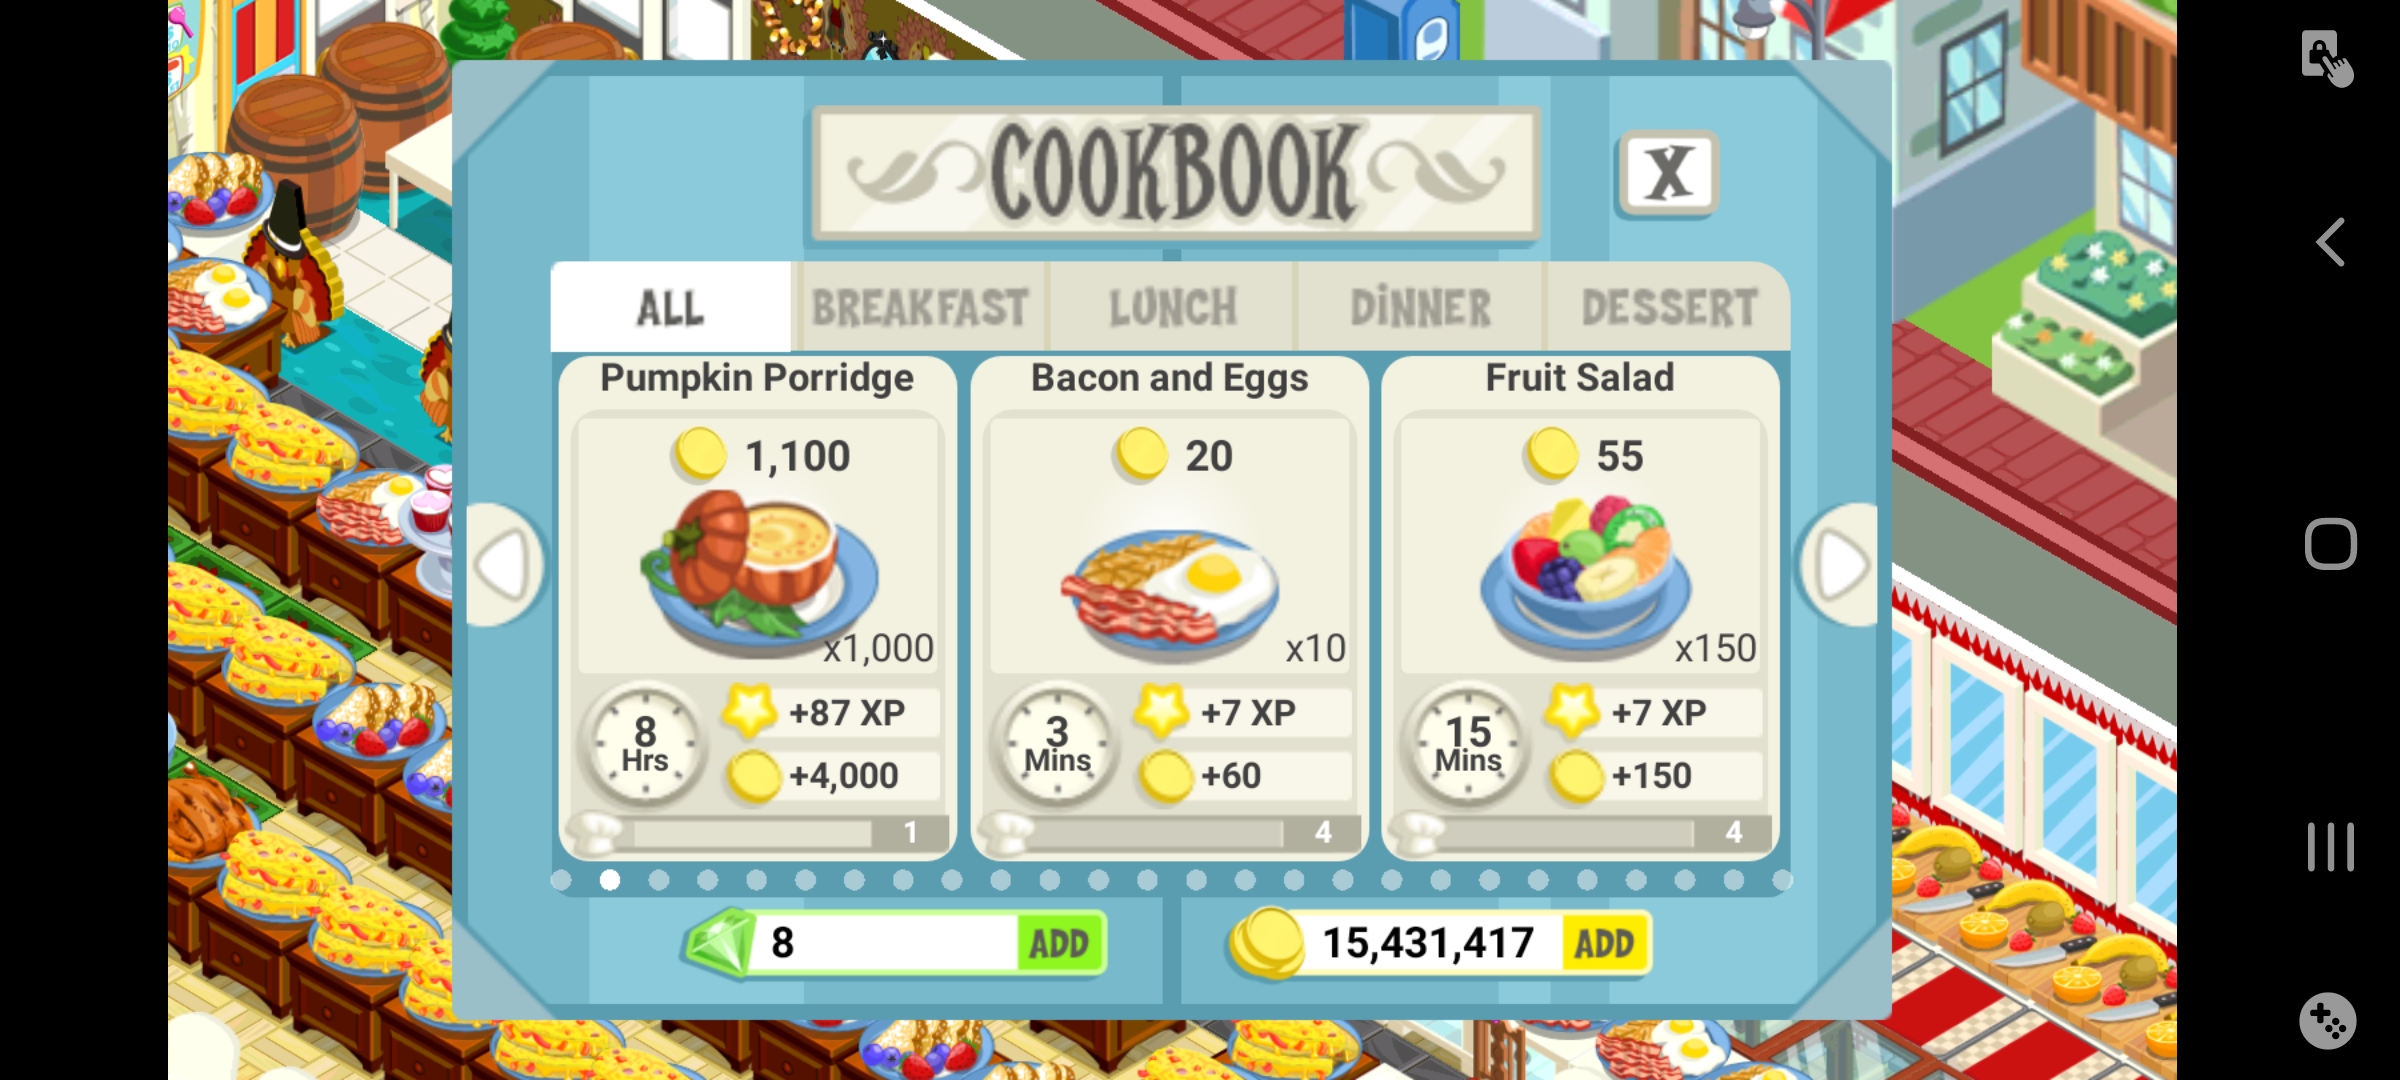 COOKBOOK
X
ALL BREAKFAST LUNCH DINNER DESSERT
Pumpkin Porridge
1,100
x1,000
8 Hrs
+87 XP
+4,000
1
Bacon and Eggs
20
x10
3 Mins
+7 XP
+60
4
Fruit Salad
55
x150
15 Mins
+7 XP
+150
4
8 ADD
15,431,417 ADD